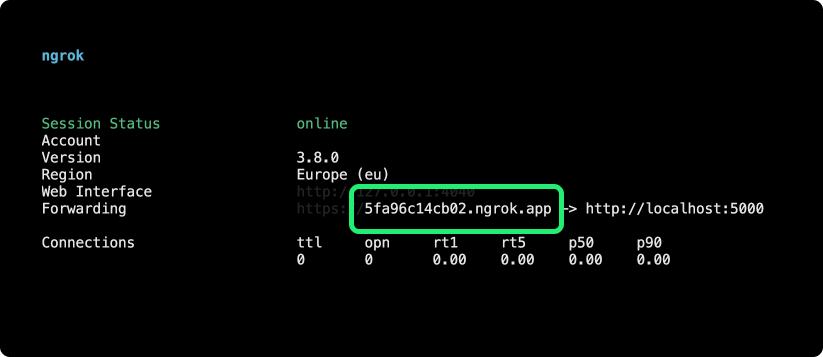 ngrok
Session Status online
Account
Version 3.8.0
Region Europe (eu)
Web Interface http://127.0.0.1:4040
Forwarding https://5fa96c14cb02.ngrok.app -> http://localhost:5000
Connections ttl opn rt1 rt5 p50 p90
0 0 0.00 0.00 0.00 0.00